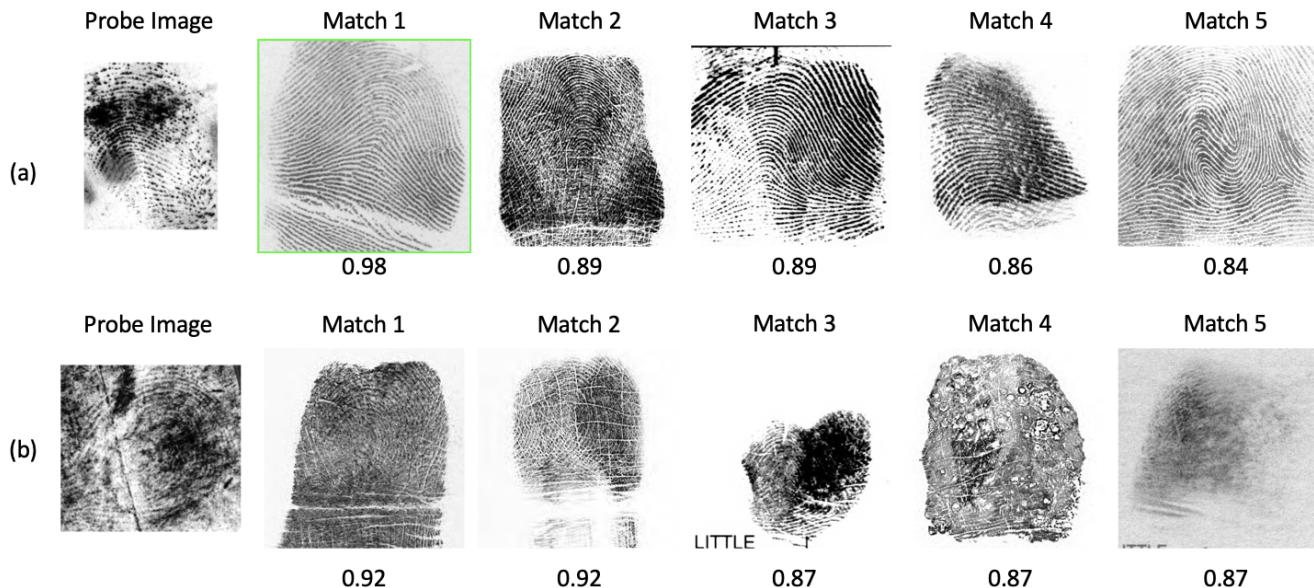 Probe Image Match 1 Match 2 Match 3 Match 4 Match 5
(a)
0.98 0.89 0.89 0.86 0.84
Probe Image Match 1 Match 2 Match 3 Match 4 Match 5
(b)
LITTLE
0.92 0.92 0.87 0.87 0.87